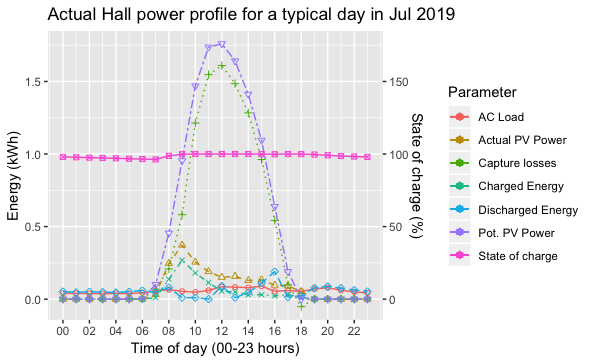 Actual Hall power profile for a typical day in Jul 2019
Energy (kWh)
1.5
1.0
0.5
0.0
150
100
50
0
State of charge (%)
00 02 04 06 08 10 12 14 16 18 20 22
Time of day (00-23 hours)
Parameter
AC Load
Actual PV Power
Capture losses
Charged Energy
Discharged Energy
Pot. PV Power
State of charge